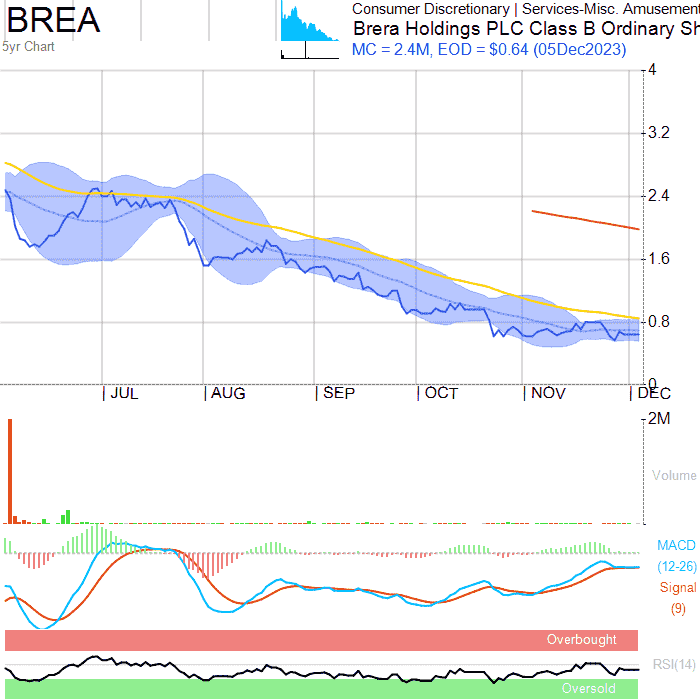 BREA
5yr Chart
Consumer Discretionary | Services-Misc. Amusement
Brera Holdings PLC Class B Ordinary Sh
MC = 2.4M, EOD = $0.64 (05Dec2023)
4
3.2
2.4
1.6
0.8
0
| JUL | AUG | SEP | OCT | NOV | DEC
2M
Volume
MACD
(12-26)
Signal
(9)
Overbought
RSI(14)
Oversold